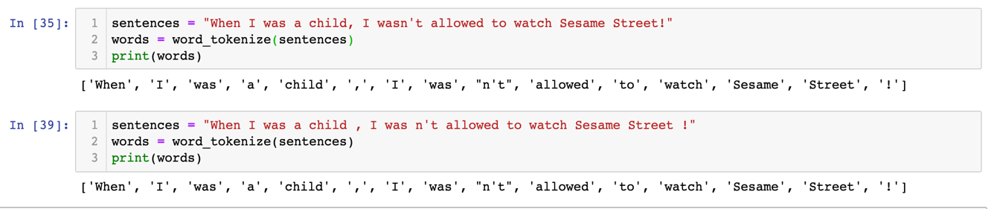 In [35]:
1 sentences = "When I was a child, I wasn't allowed to watch Sesame Street!"
2 words = word_tokenize(sentences)
3 print(words)
['When', 'I', 'was', 'a', 'child', ',', 'I', 'was', "n't", 'allowed', 'to', 'watch', 'Sesame', 'Street', '!']
In [39]:
1 sentences = "When I was a child , I was n't allowed to watch Sesame Street !"
2 words = word_tokenize(sentences)
3 print(words)
['When', 'I', 'was', 'a', 'child', ',', 'I', 'was', "n't", 'allowed', 'to', 'watch', 'Sesame', 'Street', '!']